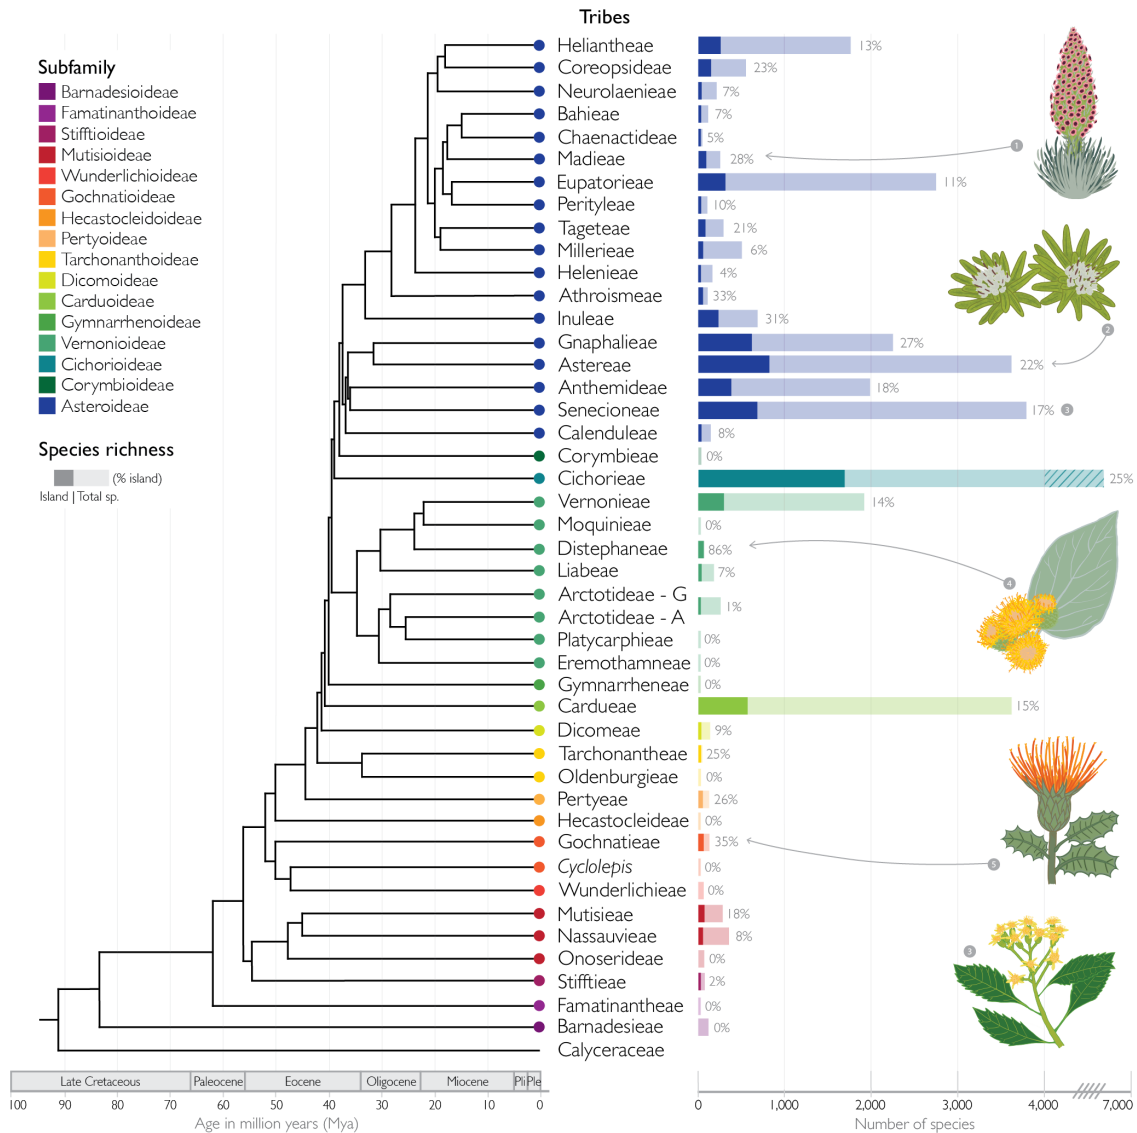 Tribes
Subfamily
Barnadesioideae
Famatinanthoideae
Stifftioideae
Mutisioideae
Wunderlichioideae
Gochnatioideae
Hecastocleidoideae
Pertyoideae
Tarchonanthoideae
Dicomoideae
Carduoideae
Gymnarrhenoideae
Vernonioideae
Cichorioideae
Corymbioideae
Asteroideae
Species richness
(% island)
Island | Total sp.
Heliantheae 13%
Coreopsideae 23%
Neurolaenieae 7%
Bahieae 7%
Chaenactideae 5%
Madieae 28% 1
Eupatorieae 11%
Perityleae 10%
Tageteae 21%
Millerieae 6%
Helenieae 4%
Athroismeae 33%
Inuleae 31%
2
Gnaphalieae 27%
Astereae 22%
Anthemideae 18%
Senecioneae 17% 3
Calenduleae 8%
Corymbieae 0%
Cichorieae 25%
Vernonieae 14%
Moquinieae 0%
Distephaneae 86%
Liabeae 7%
4
Arctotideae - G
1%
Arctotideae - A
Platycarphieae 0%
Eremothamneae 0%
Gymnarrheneae 0%
Cardueae 15%
Dicomeae 9%
Tarchonantheae 25%
Oldenburgieae 0%
Pertyeae 26%
Hecastocleideae 0%
Gochnatieae 35%
Cyclolepis 0% 5
Wunderlichieae 0%
Mutisieae 18%
Nassauvieae 8%
3
Onoserideae 0%
Stifftieae 2%
Famatinantheae 0%
Barnadesieae 0%
Calyceraceae
Late Cretaceous Paleocene Eocene Oligocene Miocene Pli Ple
100 90 80 70 60 50 40 30 20 10 0
Age in million years (Mya)
0 1,000 2,000 3,000 4,000 7,000
Number of species